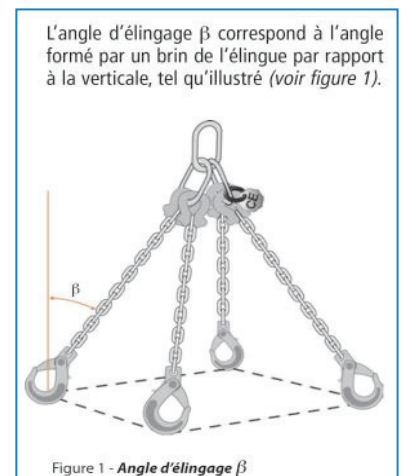 L'angle d'élingage β correspond à l'angle
formé par un brin de l'élingue par rapport
à la verticale, tel qu'illustré (voir figure 1).
β
CE
Figure 1 - Angle d'élingage β